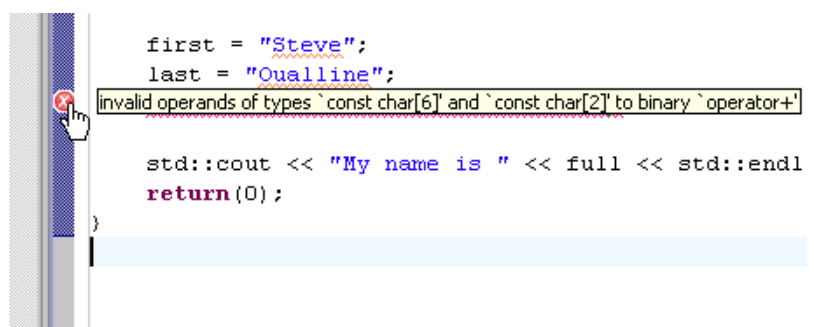 first = "Steve";
last = "Oualline";
invalid operands of types `const char[6]' and `const char[2]' to binary `operator+'
std::cout << "My name is " << full << std::endl
return(0);
}